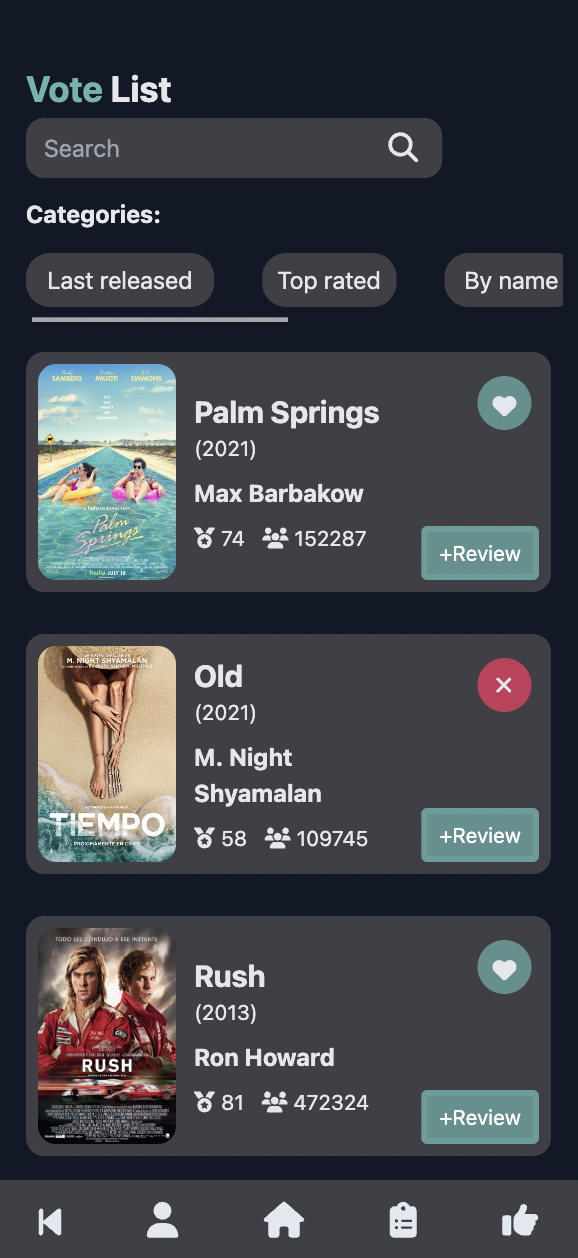 Vote List
Search
Categories:
Last released
Top rated
By name
SAMBERG MILIOTI SIMMONS
Palm
Springs
hulu JULY 10
Palm Springs
(2021)
Max Barbakow
74 152287
+Review
M. NIGHT SHYAMALAN
TIEMPO
PRÓXIMAMENTE EN CINES
Old
(2021)
M. Night
Shyamalan
58 109745
+Review
TODO LES CONDUJO A ESE INSTANTE
RUSH
Rush
(2013)
Ron Howard
81 472324
+Review